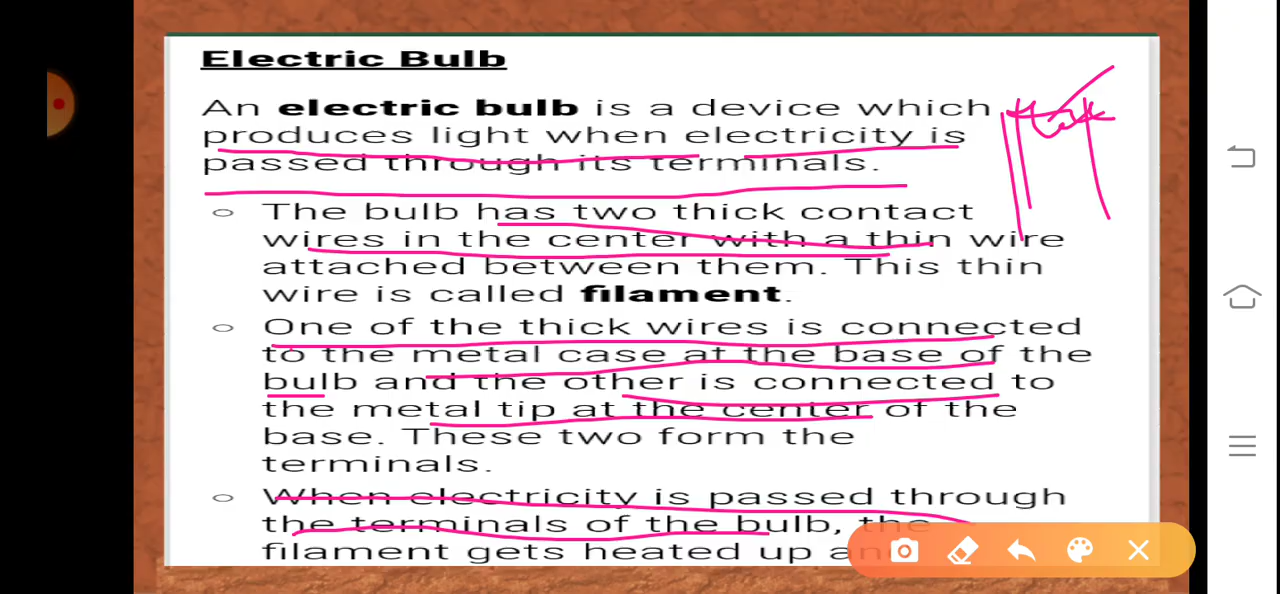 Electric Bulb
An electric bulb is a device which
produces light when electricity is
passed through its terminals.
The bulb has two thick contact
wires in the center with a thin wire
attached between them. This thin
wire is called filament.
One of the thick wires is connected
to the metal case at the base of the
bulb and the other is connected to
the metal tip at the center of the
base. These two form the
terminals.
When electricity is passed through
the terminals of the bulb, the
filament gets heated up